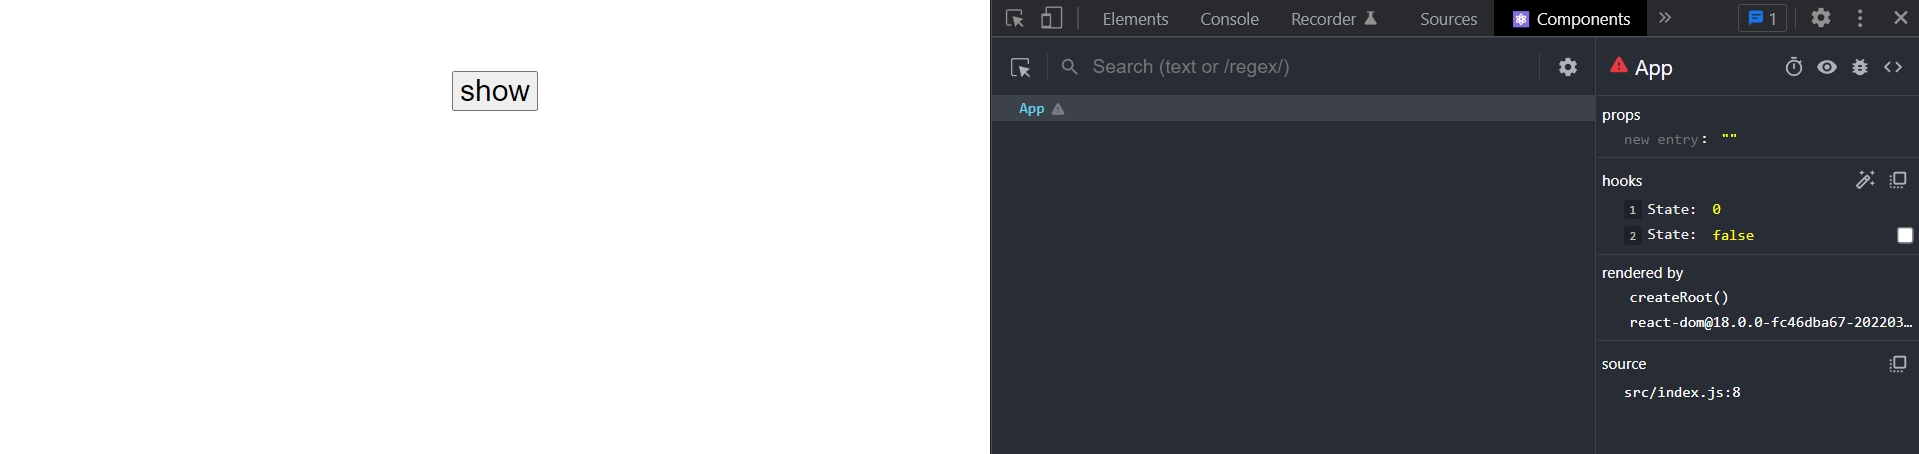 show
Elements Console Recorder Sources Components » 1
Search (text or /regex/)
App
App
props
new entry: ""
hooks
1 State: 0
2 State: false
rendered by
createRoot()
react-dom@18.0.0-fc46dba67-202203…
source
src/index.js:8